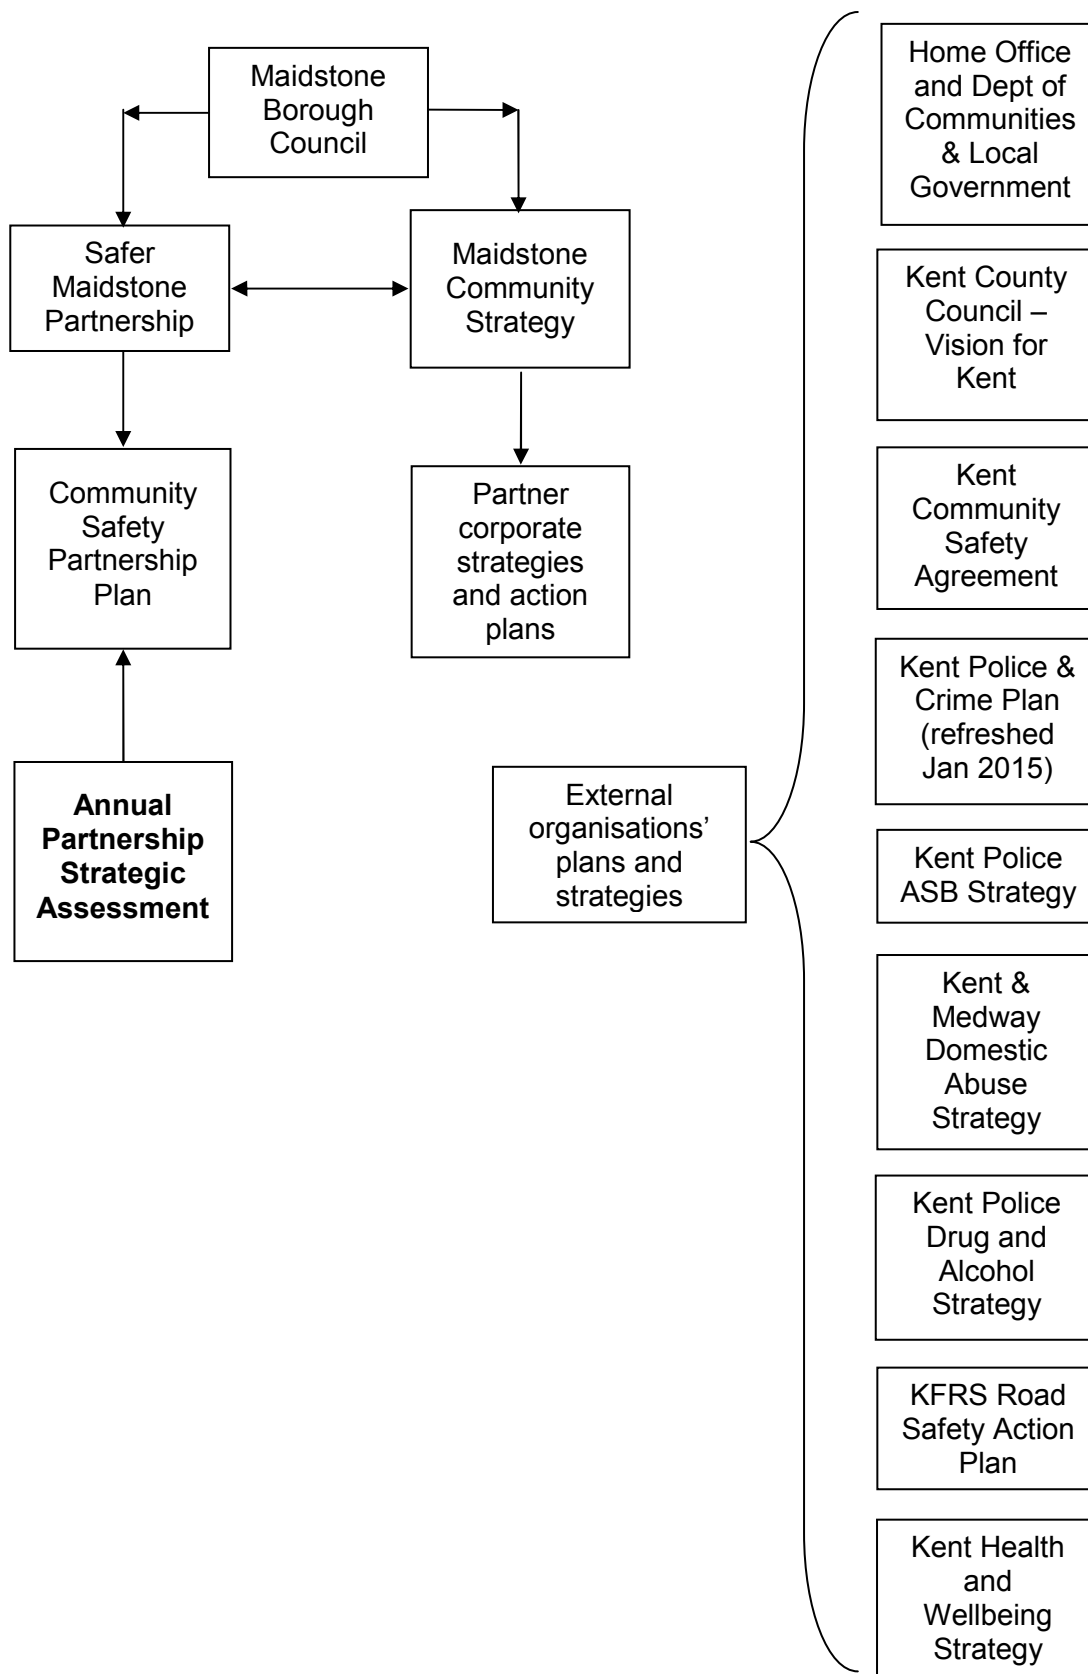 Maidstone
Borough
Council
Safer
Maidstone
Partnership
Maidstone
Community
Strategy
Community
Safety
Partnership
Plan
Partner
corporate
strategies
and action
plans
Annual
Partnership
Strategic
Assessment
External
organisations’
plans and
strategies
Home Office
and Dept of
Communities
& Local
Government
Kent County
Council –
Vision for
Kent
Kent
Community
Safety
Agreement
Kent Police &
Crime Plan
(refreshed
Jan 2015)
Kent Police
ASB Strategy
Kent &
Medway
Domestic
Abuse
Strategy
Kent Police
Drug and
Alcohol
Strategy
KFRS Road
Safety Action
Plan
Kent Health
and
Wellbeing
Strategy